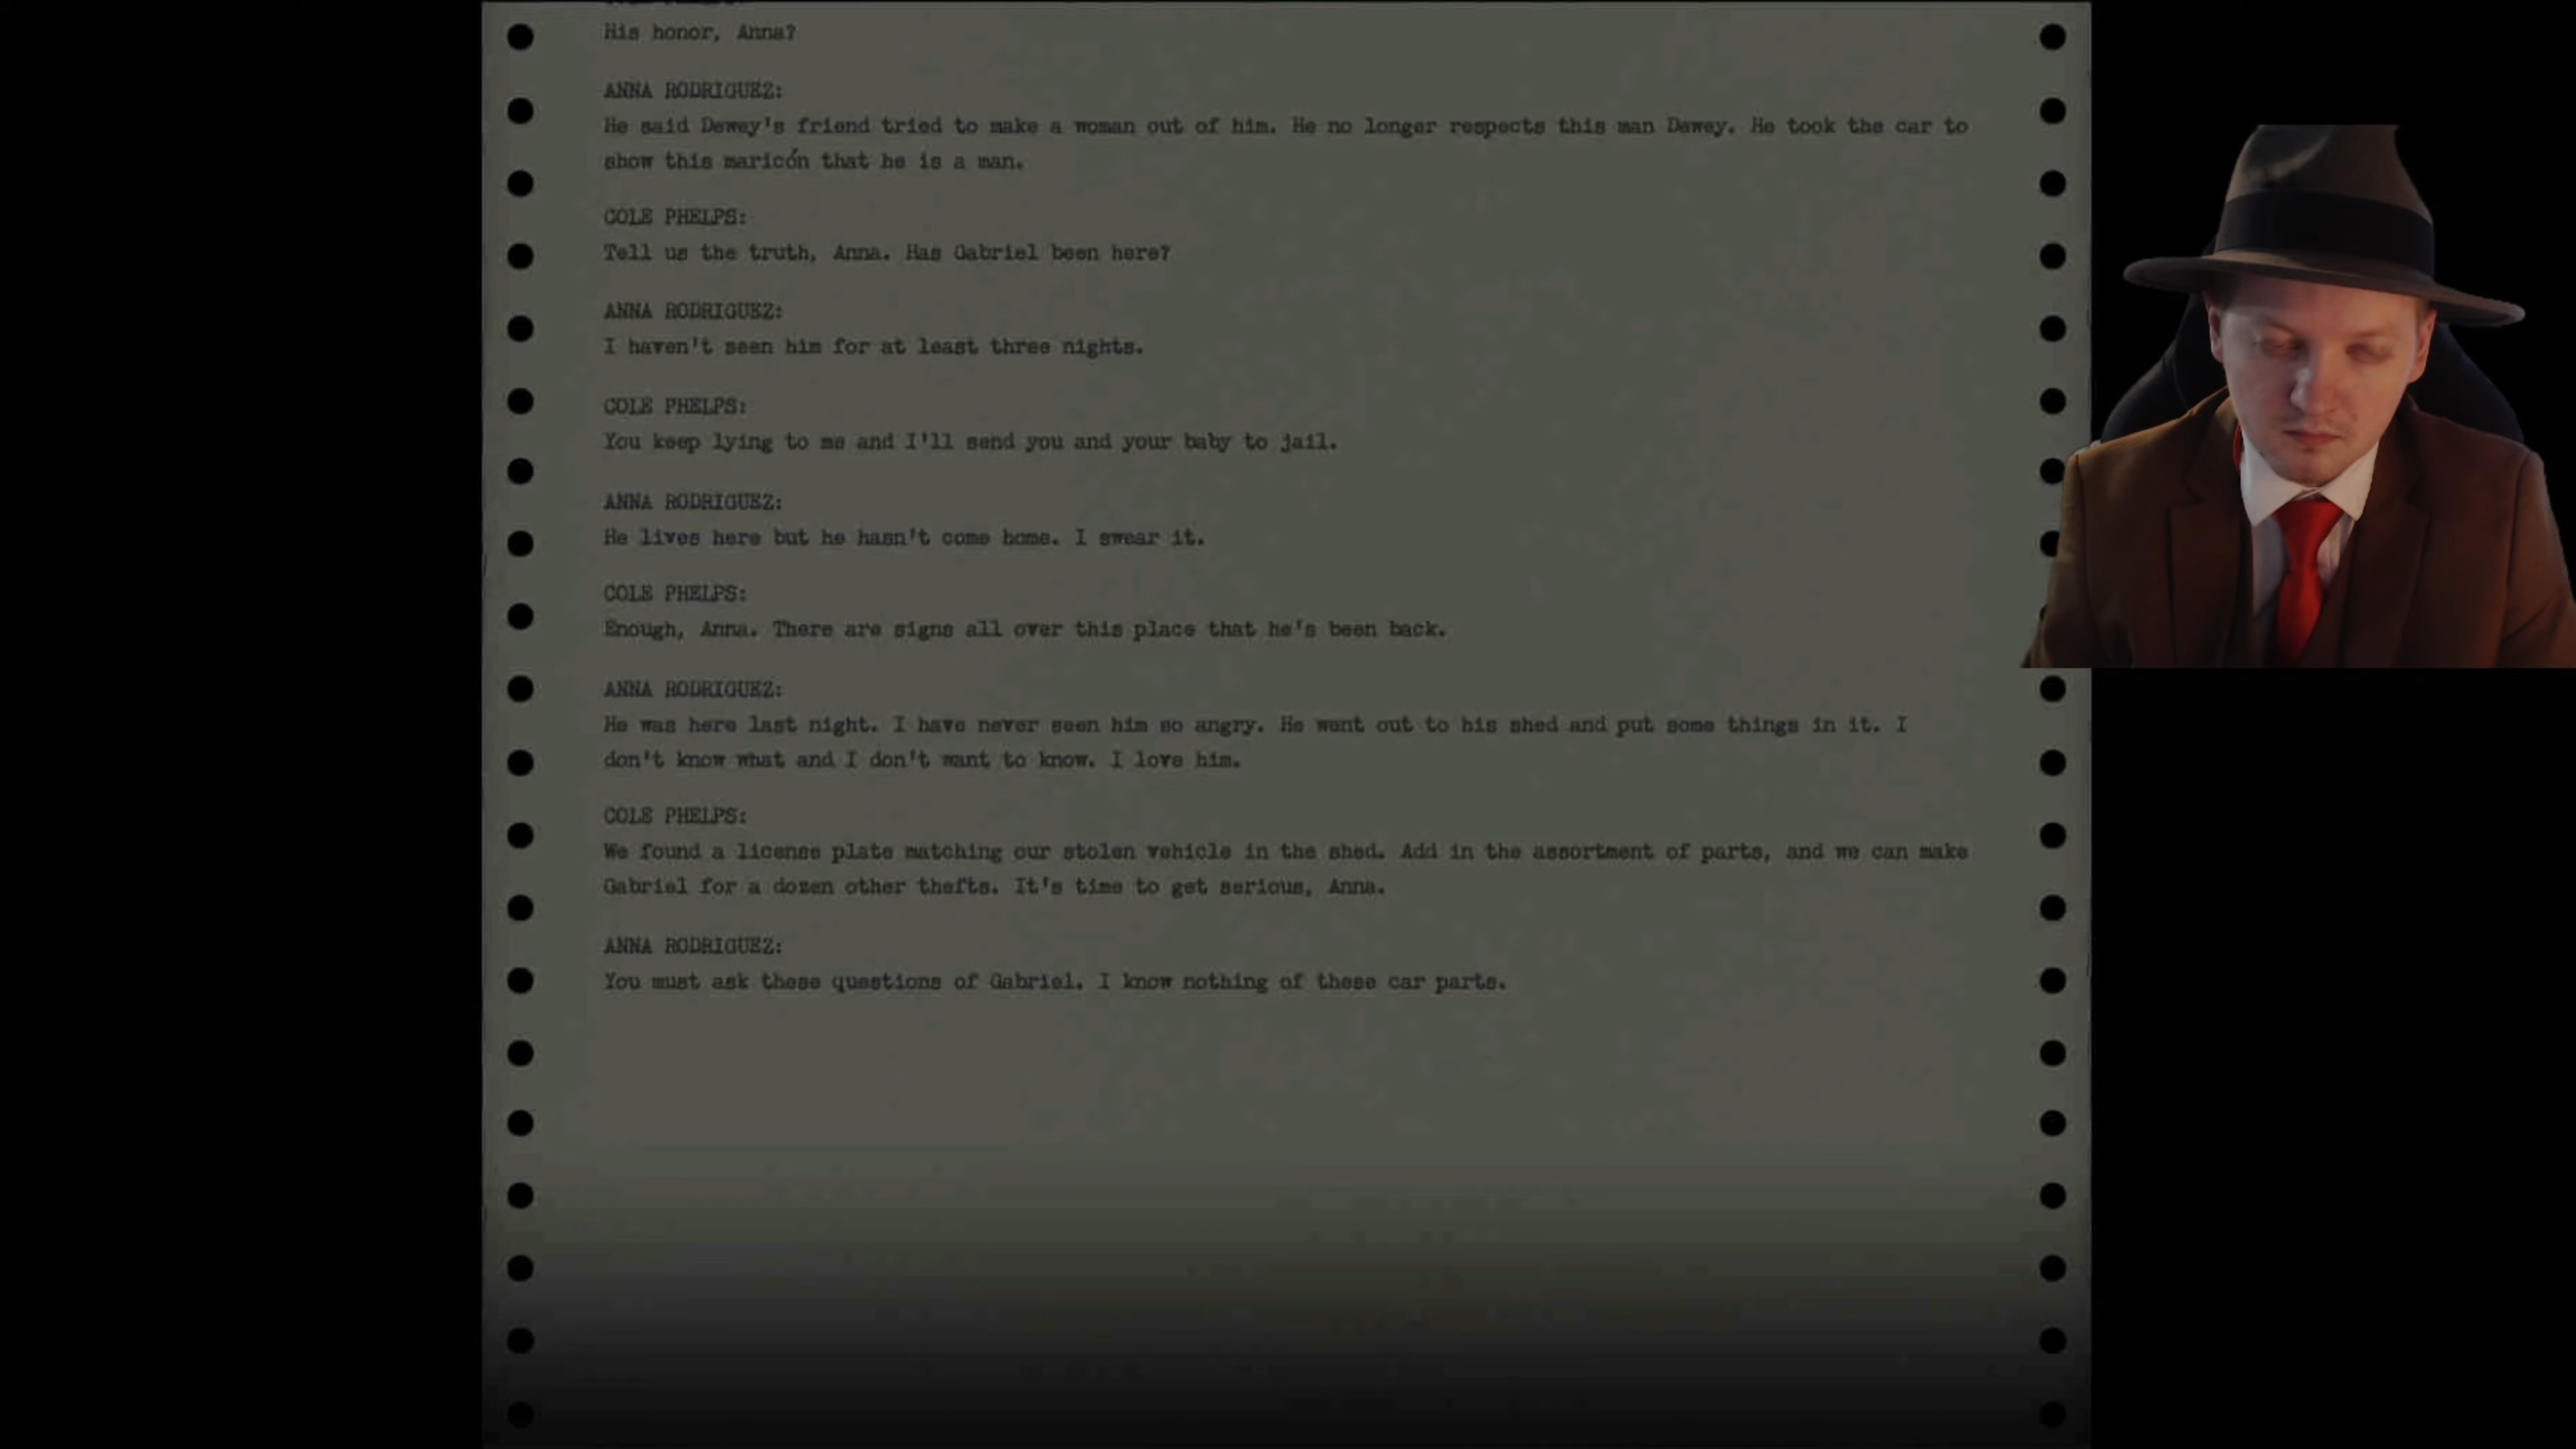 His honor, Anna?
ANNA RODRIGUEZ:
He said Dewey's friend tried to make a woman out of him. He no longer respects this man Dewey. He took the car to
show this maricón that he is a man.
COLE PHELPS:
Tell us the truth, Anna. Has Gabriel been here?
ANNA RODRIGUEZ:
I haven't seen him for at least three nights.
COLE PHELPS:
You keep lying to me and I'll send you and your baby to jail.
ANNA RODRIGUEZ:
He lives here but he hasn't come home. I swear it.
COLE PHELPS:
Enough, Anna. There are signs all over this place that he's been back.
ANNA RODRIGUEZ:
He was here last night. I have never seen him so angry. He went out to his shed and put some things in it. I
don't know what and I don't want to know. I love him.
COLE PHELPS:
We found a license plate matching our stolen vehicle in the shed. Add in the assortment of parts, and we can make
Gabriel for a dozen other thefts. It's time to get serious, Anna.
ANNA RODRIGUEZ:
You must ask these questions of Gabriel. I know nothing of these car parts.